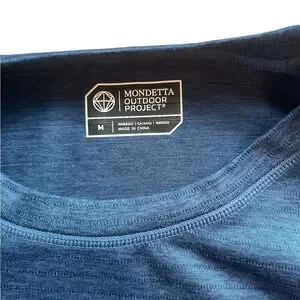 MONDETTA
OUTDOOR
PROJECT®
M
MADE IN CHINA